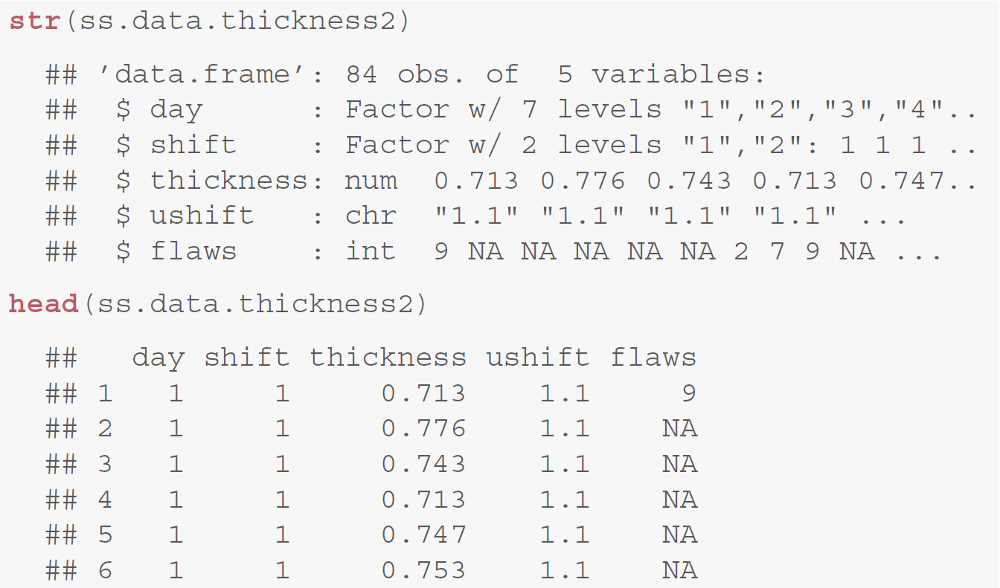 str(ss.data.thickness2)
## 'data.frame': 84 obs. of  5 variables:
##  $ day      : Factor w/ 7 levels "1","2","3","4"..
##  $ shift    : Factor w/ 2 levels "1","2": 1 1 1 ..
##  $ thickness: num  0.713 0.776 0.743 0.713 0.747..
##  $ ushift   : chr  "1.1" "1.1" "1.1" "1.1" ...
##  $ flaws    : int  9 NA NA NA NA NA 2 7 9 NA ...
head(ss.data.thickness2)
##   day shift thickness ushift flaws
## 1   1     1     0.713    1.1     9
## 2   1     1     0.776    1.1    NA
## 3   1     1     0.743    1.1    NA
## 4   1     1     0.713    1.1    NA
## 5   1     1     0.747    1.1    NA
## 6   1     1     0.753    1.1    NA